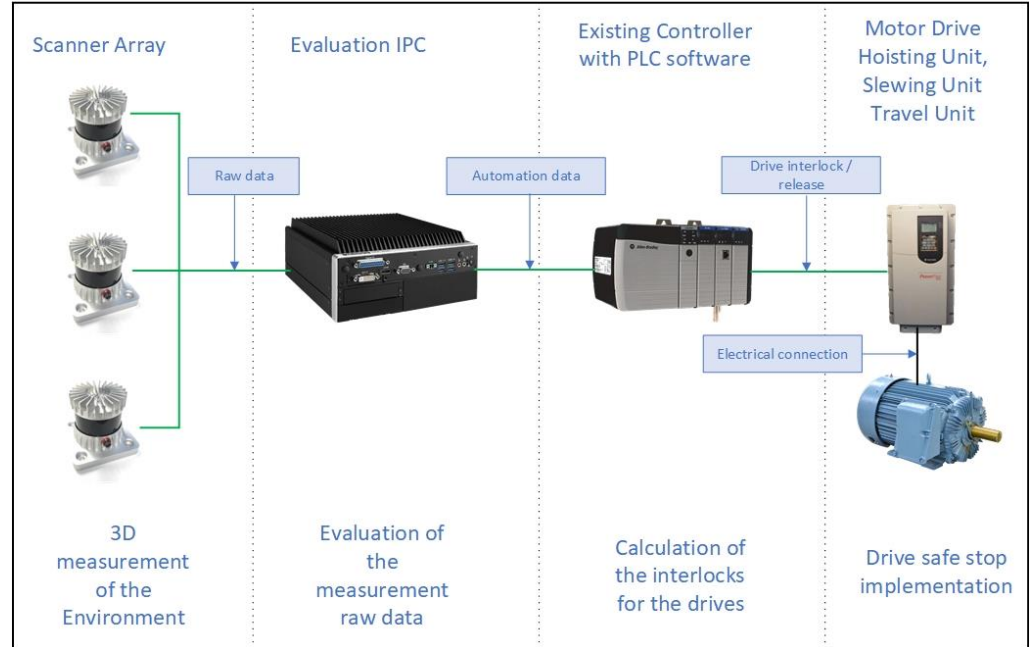 Scanner Array
Evaluation IPC
Existing Controller
with PLC software
Motor Drive
Hoisting Unit,
Slewing Unit
Travel Unit
Raw data
Automation data
Drive interlock /
release
Allen-Bradley
Electrical connection
3D
measurement
of the
Environment
Evaluation of
the
measurement
raw data
Calculation of
the interlocks
for the drives
Drive safe stop
implementation